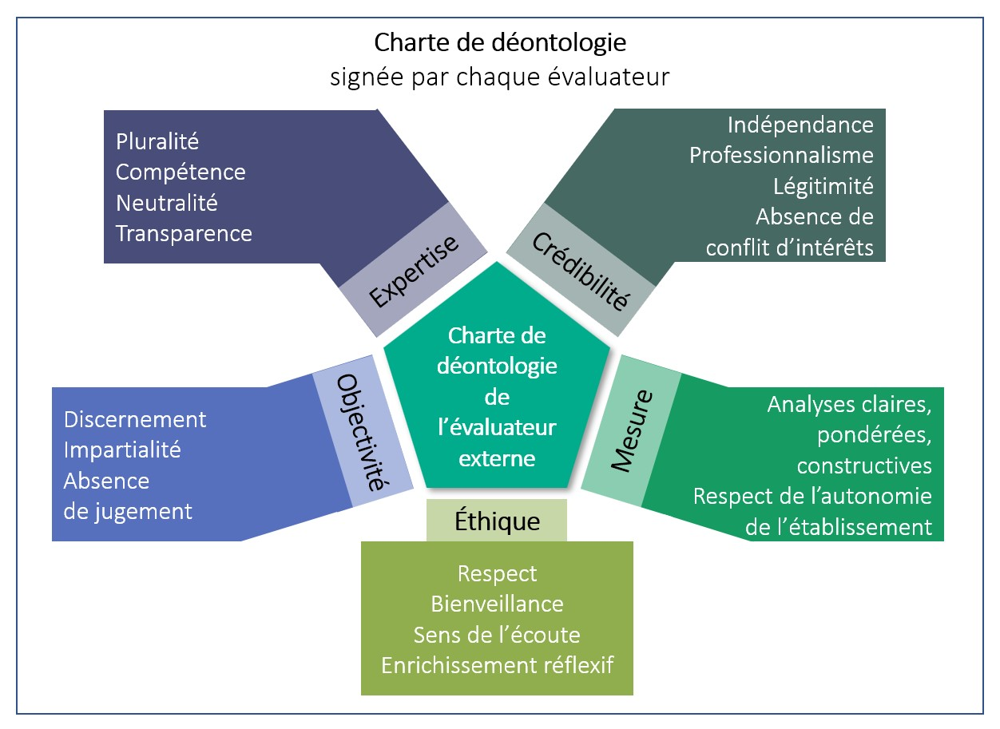 Charte de déontologie
signée par chaque évaluateur
Pluralité
Compétence
Neutralité
Transparence
Expertise
Indépendance
Professionnalisme
Légitimité
Absence de
conflit d’intérêts
Crédibilité
Charte de
déontologie
de
l’évaluateur
externe
Discernement
Impartialité
Absence
de jugement
Objectivité
Mesure
Analyses claires,
pondérées,
constructives
Respect de l’autonomie
de l’établissement
Éthique
Respect
Bienveillance
Sens de l’écoute
Enrichissement réflexif